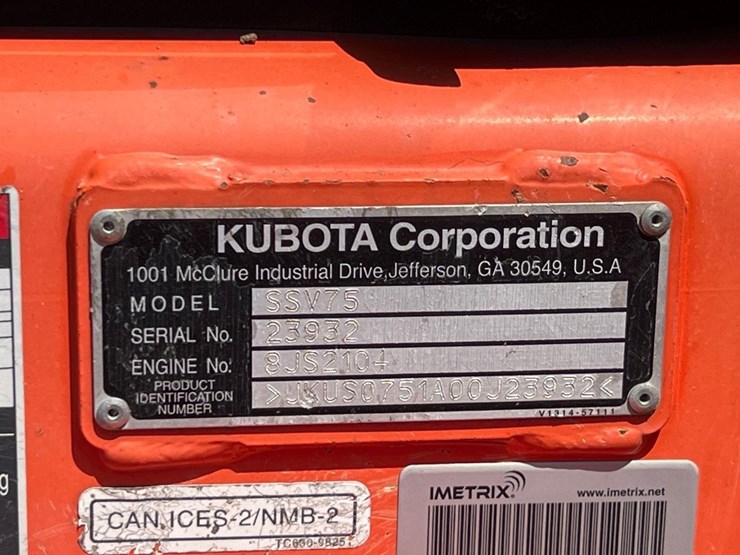 KUBOTA Corporation
1001 McClure Industrial Drive, Jefferson, GA 30549, U.S.A
MODEL SSV75
SERIAL No. 23932
ENGINE No. 8JS2104
PRODUCT IDENTIFICATION NUMBER >JKUS0751A00J23932<
V1314-57111
g
CAN.ICES-2/NMB-2
IMETRIX www.imetrix.net